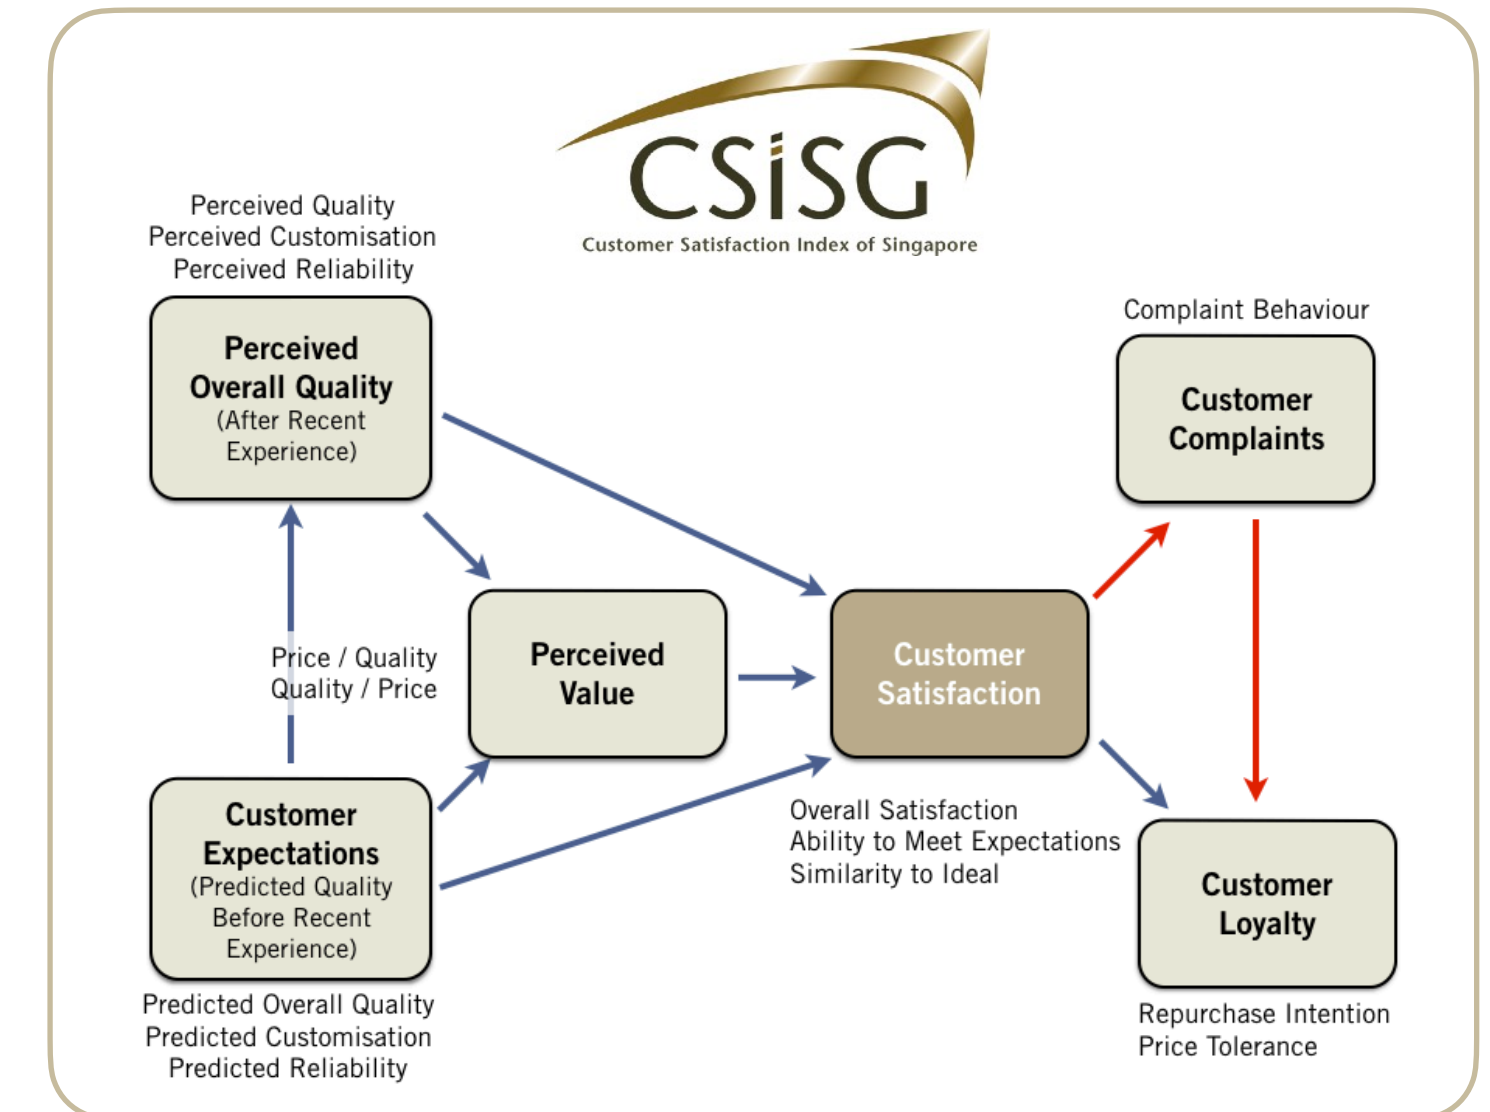 CSiSG
Customer Satisfaction Index of Singapore
Perceived Quality
Perceived Customisation
Perceived Reliability
Perceived
Overall Quality
(After Recent
Experience)
Price / Quality
Quality / Price
Perceived
Value
Customer
Expectations
(Predicted Quality
Before Recent
Experience)
Predicted Overall Quality
Predicted Customisation
Predicted Reliability
Customer
Satisfaction
Overall Satisfaction
Ability to Meet Expectations
Similarity to Ideal
Complaint Behaviour
Customer
Complaints
Customer
Loyalty
Repurchase Intention
Price Tolerance